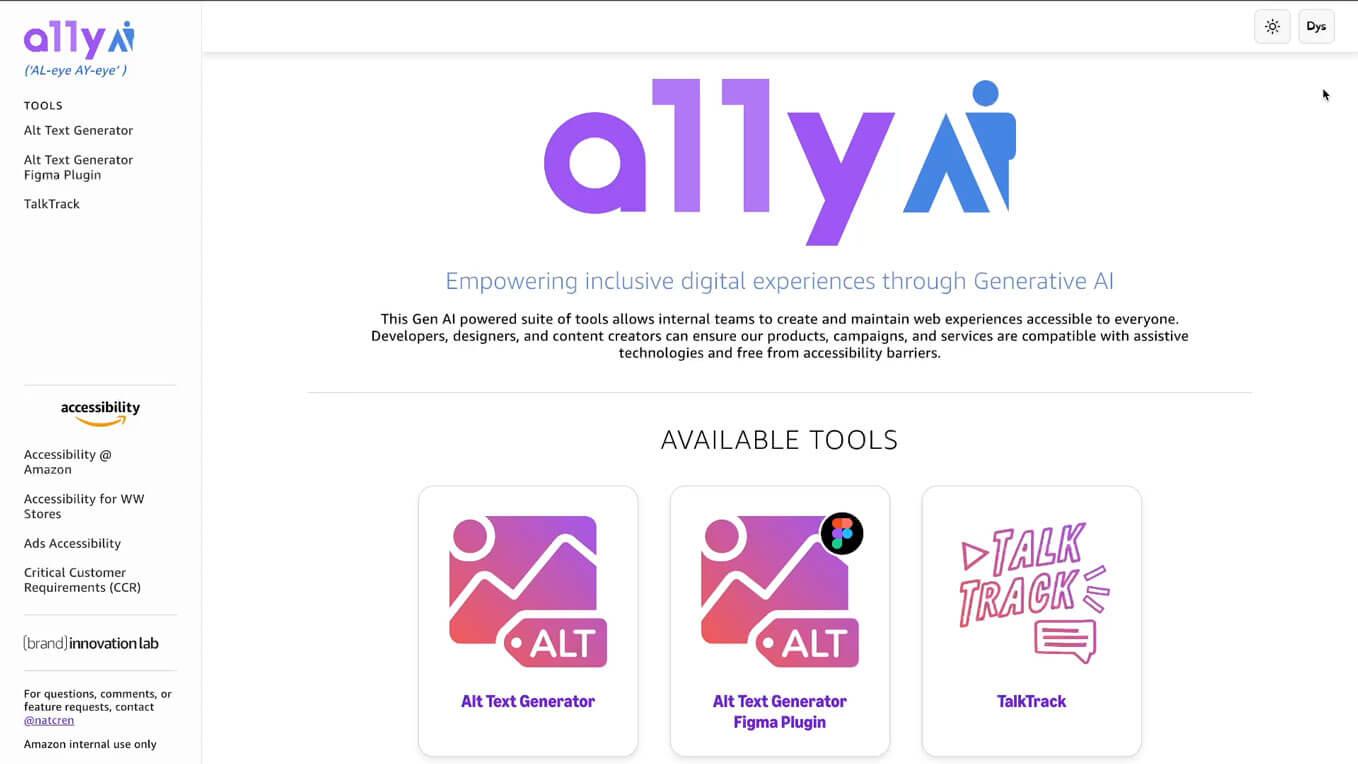 a11y Ai
('AL-eye AY-eye' )
TOOLS
Alt Text Generator
Alt Text Generator
Figma Plugin
TalkTrack
accessibility
Accessibility @
Amazon
Accessibility for WW
Stores
Ads Accessibility
Critical Customer
Requirements (CCR)
[brand]innovation lab
For questions, comments, or
feature requests, contact
@natcren
Amazon internal use only
Dys
a11y Ai
Empowering inclusive digital experiences through Generative AI
This Gen AI powered suite of tools allows internal teams to create and maintain web experiences accessible to everyone.
Developers, designers, and content creators can ensure our products, campaigns, and services are compatible with assistive
technologies and free from accessibility barriers.
AVAILABLE TOOLS
ALT
Alt Text Generator
ALT
Alt Text Generator
Figma Plugin
TALK
TRACK
TalkTrack